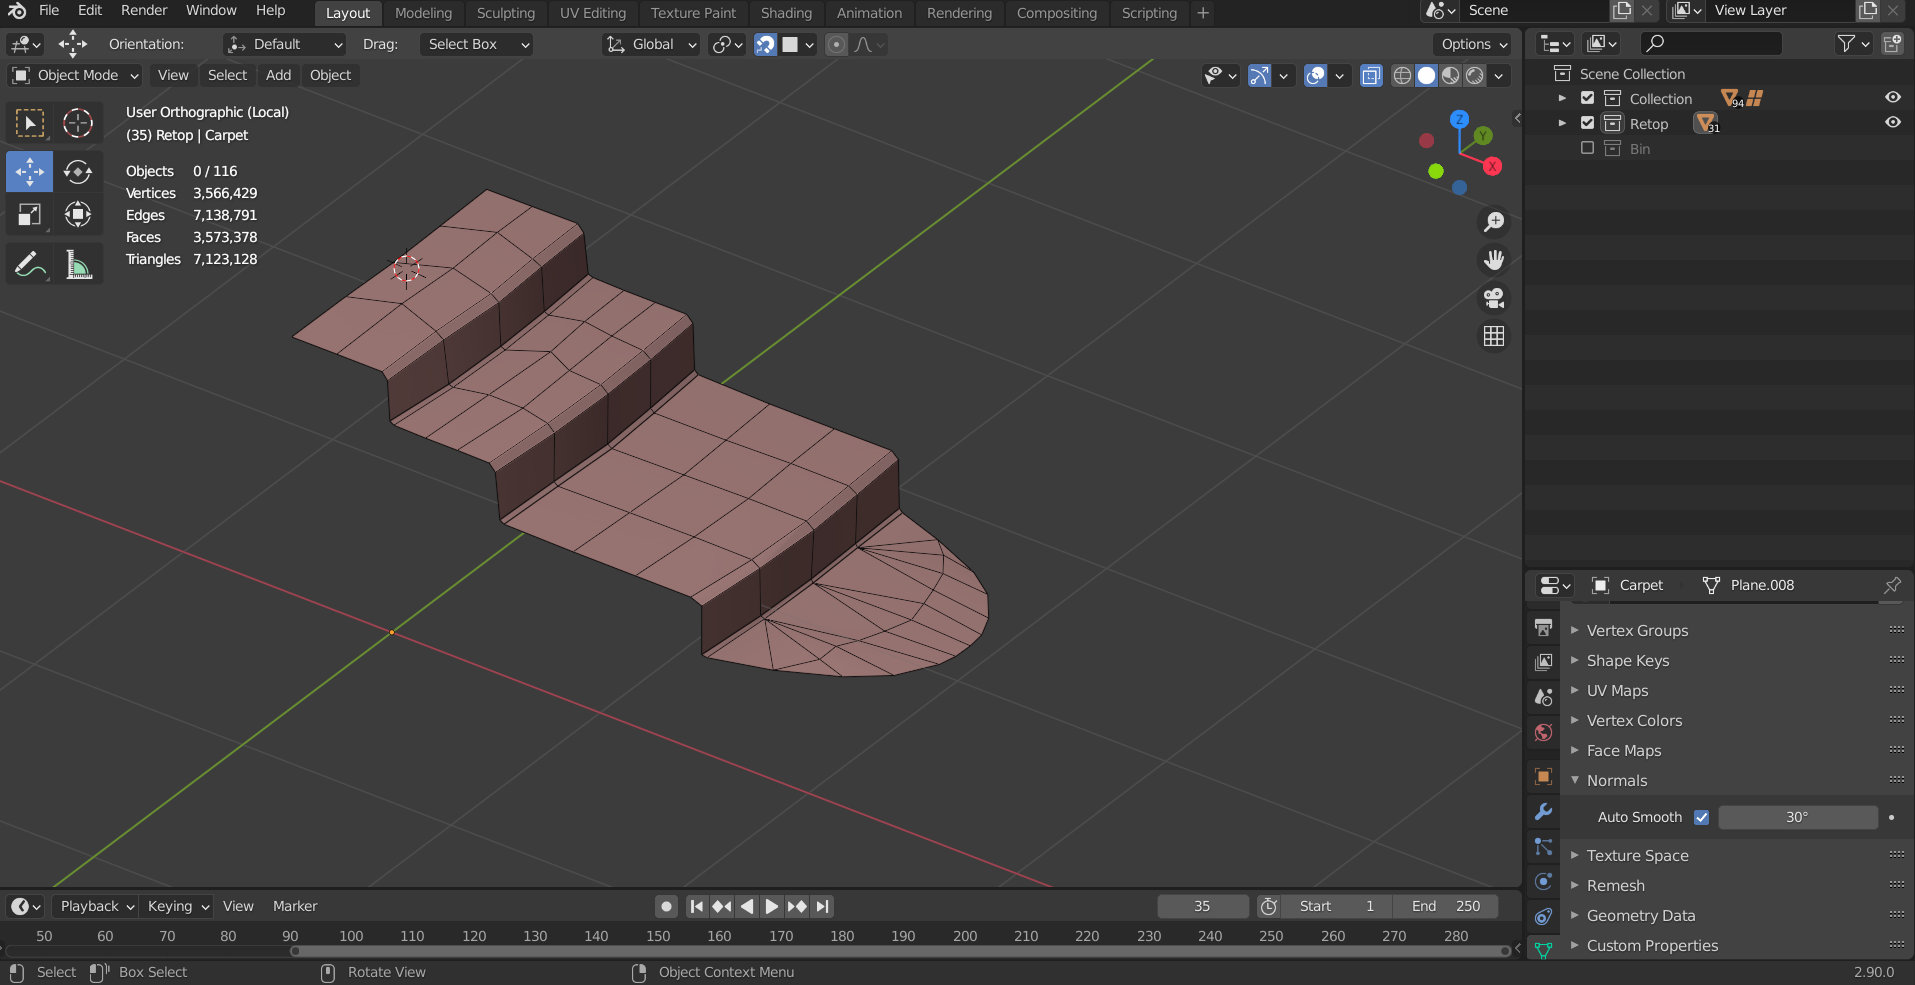 File Edit Render Window Help Layout Modeling Sculpting UV Editing Texture Paint Shading Animation Rendering Compositing Scripting + Scene View Layer
Orientation: Default Drag: Select Box Global Options
Object Mode View Select Add Object
User Orthographic (Local)
(35) Retop | Carpet
Objects 0 / 116
Vertices 3,566,429
Edges 7,138,791
Faces 3,573,378
Triangles 7,123,128
Z
Y
X
Scene Collection
Collection 94
Retop 31
Bin
Carpet Plane.008
Vertex Groups
Shape Keys
UV Maps
Vertex Colors
Face Maps
Normals
Auto Smooth 30°
Texture Space
Remesh
Geometry Data
Custom Properties
Playback Keying View Marker 35 Start 1 End 250
50 60 70 80 90 100 110 120 130 140 150 160 170 180 190 200 210 220 230 240 250 260 270 280
Select Box Select Rotate View Object Context Menu 2.90.0